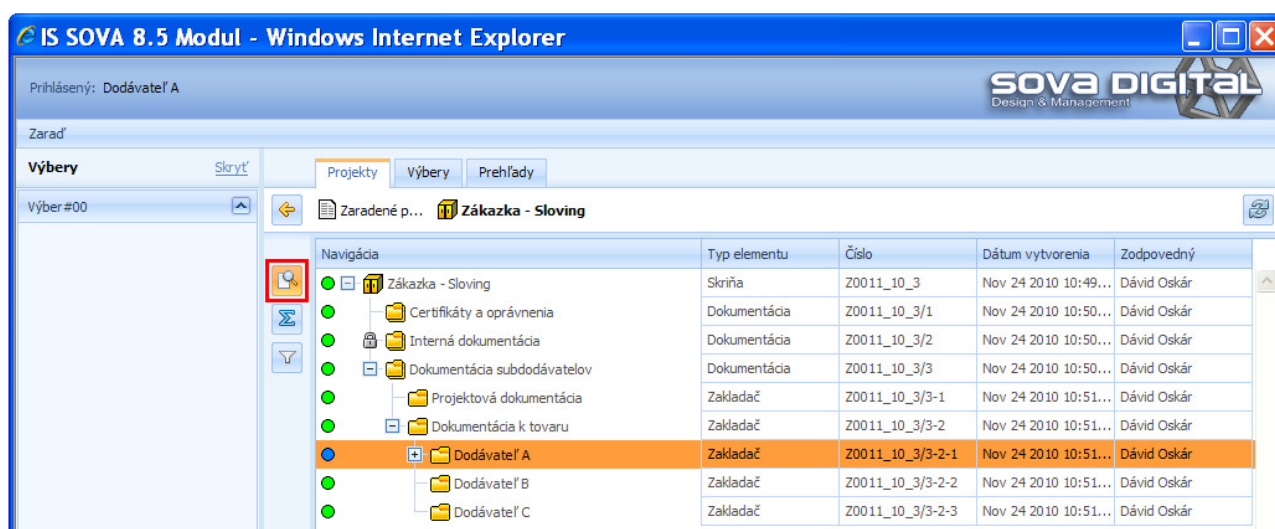 IS SOVA 8.5 Modul - Windows Internet Explorer
Prihlásený: Dodávateľ A
SOVA DIGITAL
Design & Management
Zaraď
Výbery Skryť
Projekty Výbery Prehľady
Výber#00
Zaradené p... Zákazka - Sloving
Navigácia Typ elementu Číslo Dátum vytvorenia Zodpovedný
Zákazka - Sloving Skriňa Z0011_10_3 Nov 24 2010 10:49... Dávid Oskár
Certifikáty a oprávnenia Dokumentácia Z0011_10_3/1 Nov 24 2010 10:50... Dávid Oskár
Interná dokumentácia Dokumentácia Z0011_10_3/2 Nov 24 2010 10:50... Dávid Oskár
Dokumentácia subdodávatelov Dokumentácia Z0011_10_3/3 Nov 24 2010 10:50... Dávid Oskár
Projektová dokumentácia Zakladač Z0011_10_3/3-1 Nov 24 2010 10:51... Dávid Oskár
Dokumentácia k tovaru Zakladač Z0011_10_3/3-2 Nov 24 2010 10:51... Dávid Oskár
Dodávateľ A Zakladač Z0011_10_3/3-2-1 Nov 24 2010 10:51... Dávid Oskár
Dodávateľ B Zakladač Z0011_10_3/3-2-2 Nov 24 2010 10:51... Dávid Oskár
Dodávateľ C Zakladač Z0011_10_3/3-2-3 Nov 24 2010 10:51... Dávid Oskár